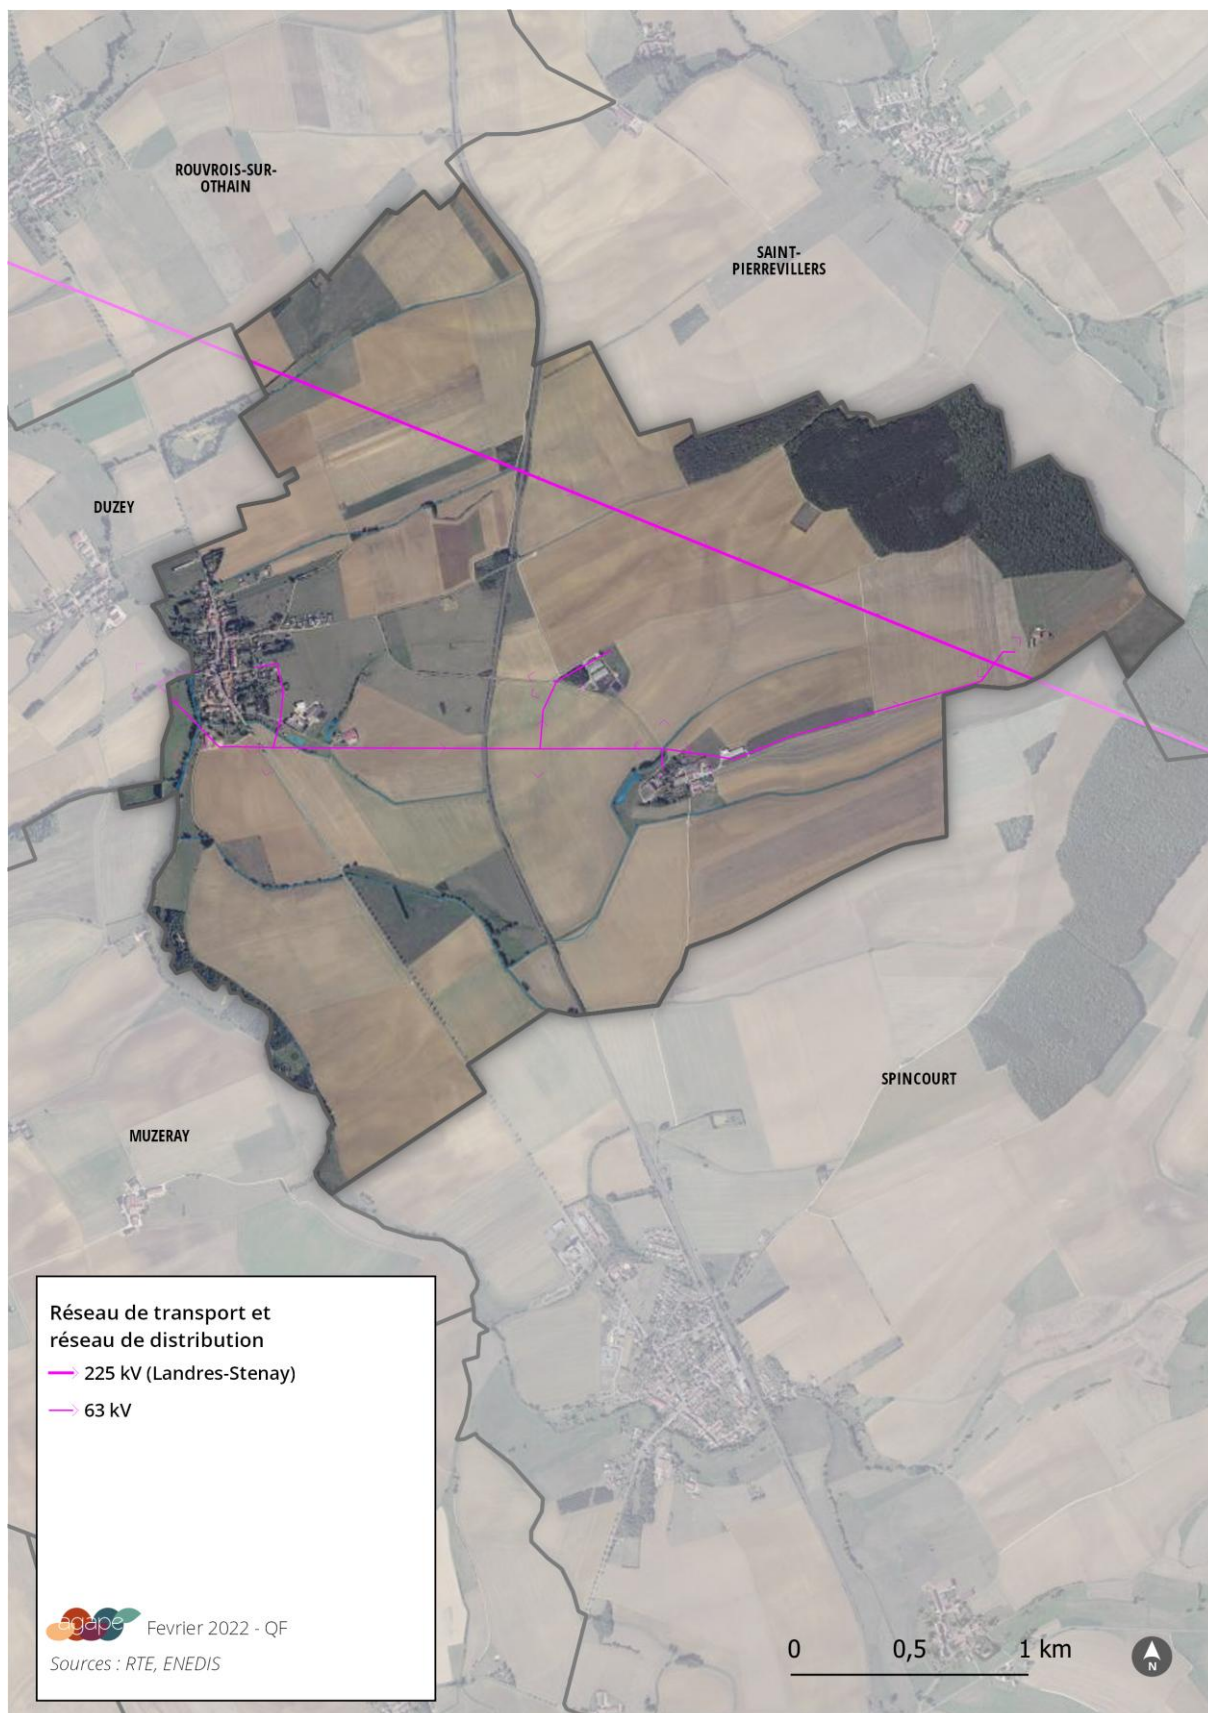 ROUVROIS-SUR-
OTHAIN
SAINT-
PIERREVILLERS
DUZEY
SPINCOURT
MUZERAY
Réseau de transport et
réseau de distribution
225 kV (Landres-Stenay)
63 kV
agape
Fevrier 2022 - QF
Sources : RTE, ENEDIS
0 0,5 1 km
N